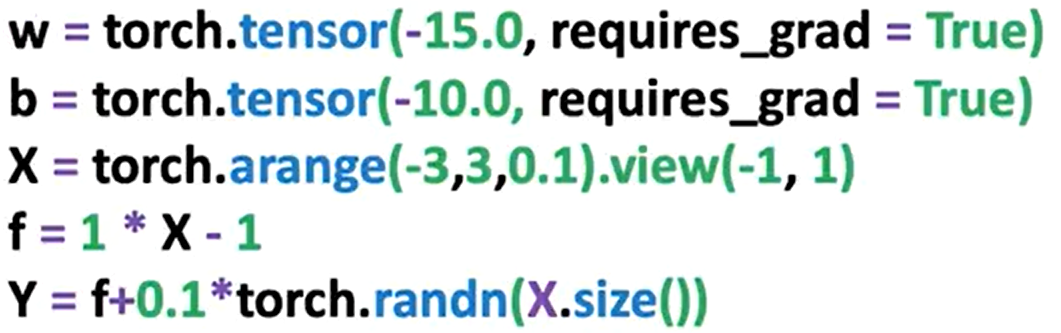 w = torch.tensor(-15.0, requires_grad = True)
b = torch.tensor(-10.0, requires_grad = True)
X = torch.arange(-3,3,0.1).view(-1, 1)
f = 1 * X - 1
Y = f+0.1*torch.randn(X.size())